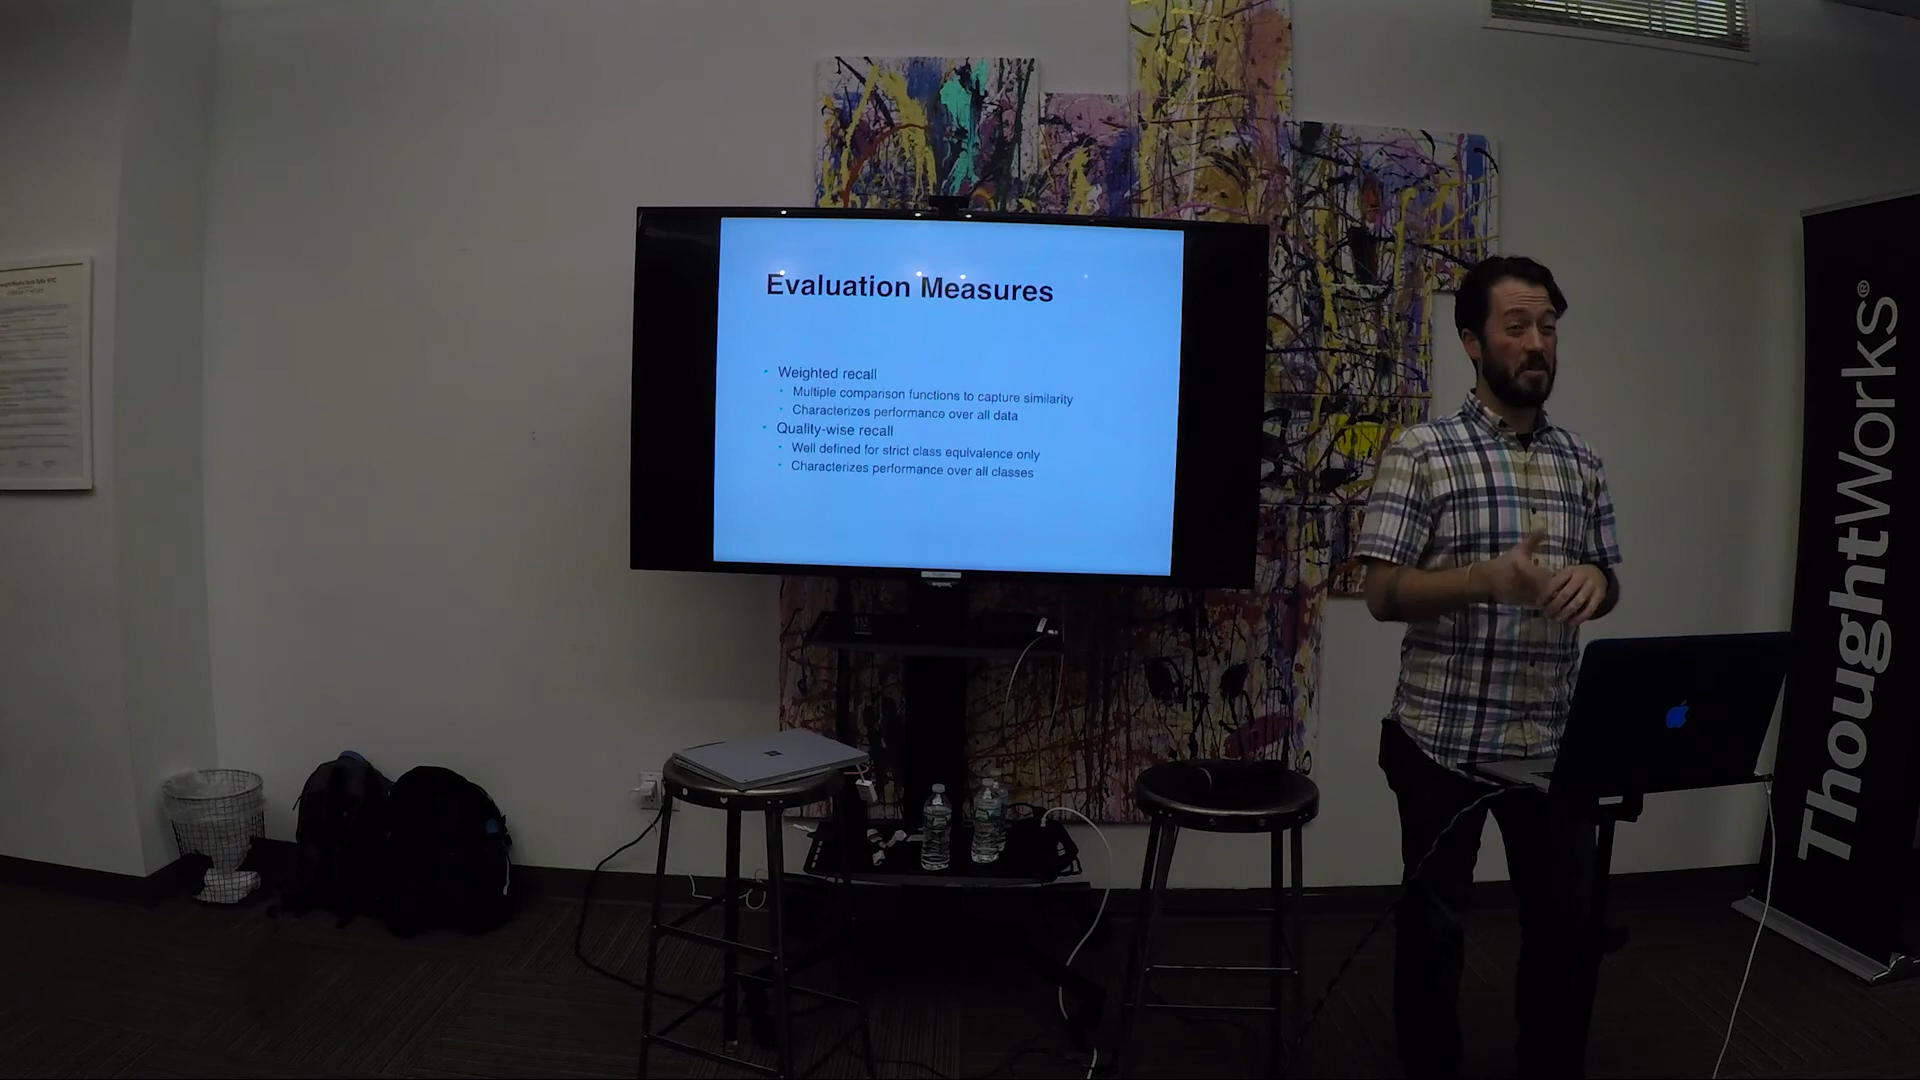 Evaluation Measures
Weighted recall
Multiple comparison functions to capture similarity
Characterizes performance over all data
Quality-wise recall
Well defined for strict class equivalence only
Characterizes performance over all classes
ThoughtWorks®